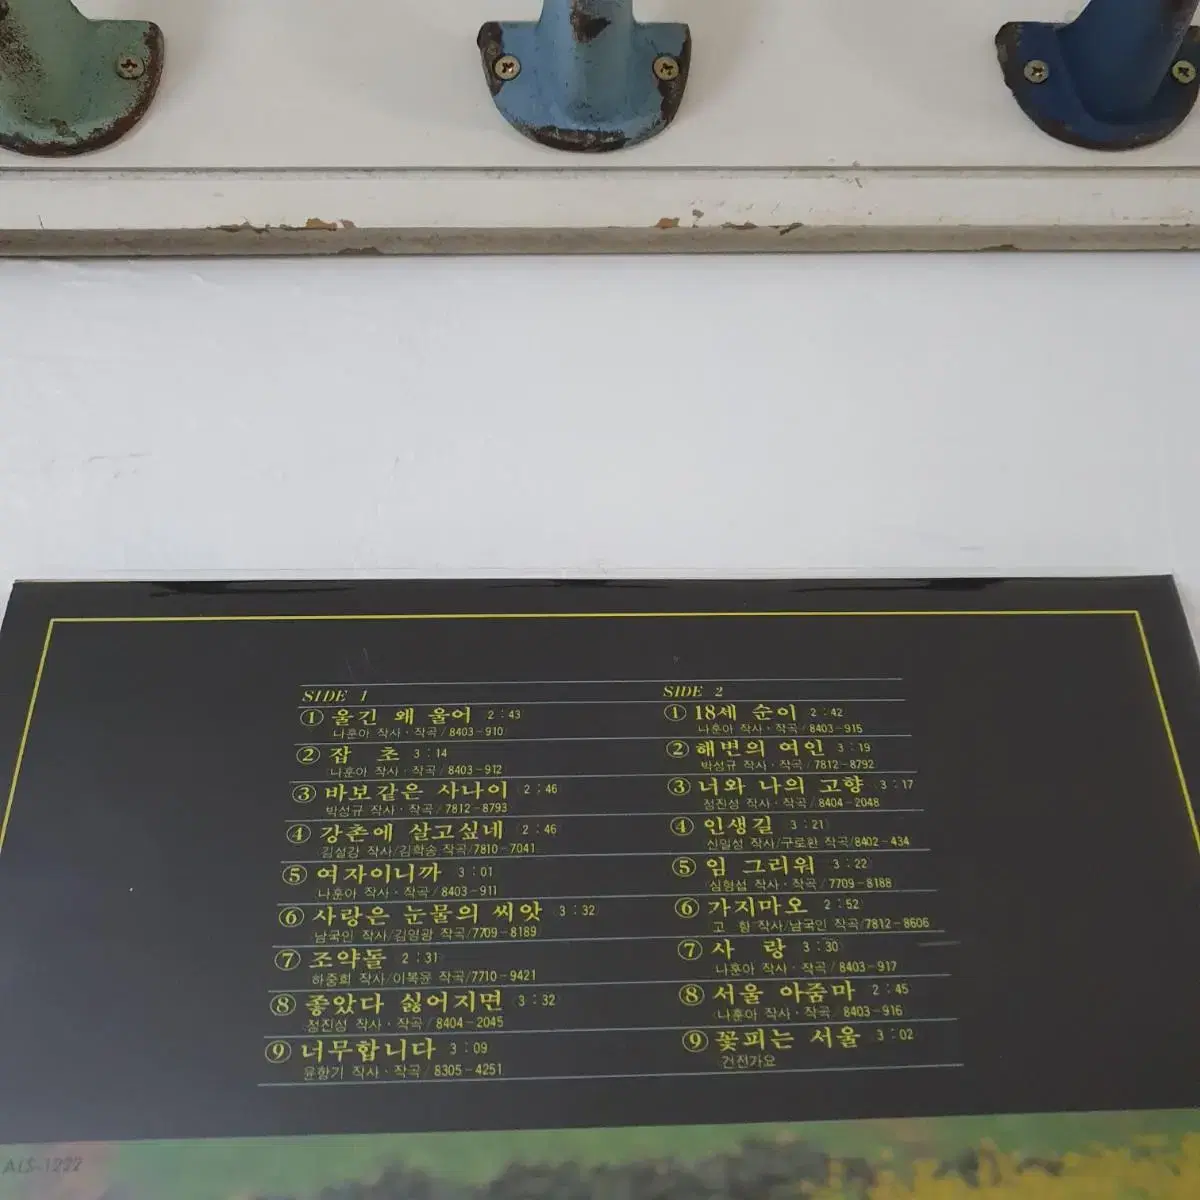 SIDE 1
① 울긴 왜 울어 2:43
나훈아 작사·작곡/8403-910
② 잡 초 3:14
나훈아 작사·작곡/8403-912
③ 바보같은 사나이 2:46
박성규 작사·작곡/7812-8793
④ 강촌에 살고싶네 2:46
김설강 작사/김학송 작곡/7810-7041
⑤ 여자이니까 3:01
나훈아 작사·작곡/8403-911
⑥ 사랑은 눈물의 씨앗 3:32
남국인 작사/김영광 작곡/7709-8189
⑦ 조약돌 2:31
하중희 작사/이복윤 작곡/7710-9421
⑧ 좋았다 싫어지면 3:32
정진성 작사·작곡/8404-2045
⑨ 너무합니다 3:09
윤항기 작사·작곡/8305-4251
SIDE 2
① 18세 순이 2:42
나훈아 작사·작곡/8403-915
② 해변의 여인 3:19
박성규 작사·작곡/7812-8792
③ 너와 나의 고향 3:17
정진성 작사·작곡/8404-2048
④ 인생길 3:21
신일성 작사/구로환 작곡/8402-434
⑤ 임 그리워 3:22
심형섭 작사·작곡/7709-8188
⑥ 가지마오 2:52
고 향 작사/남국인 작곡/7812-8606
⑦ 사 랑 3:30
나훈아 작사·작곡/8403-917
⑧ 서울 아줌마 2:45
나훈아 작사·작곡/8403-916
⑨ 꽃피는 서울 3:02
건전가요
ALS-1222